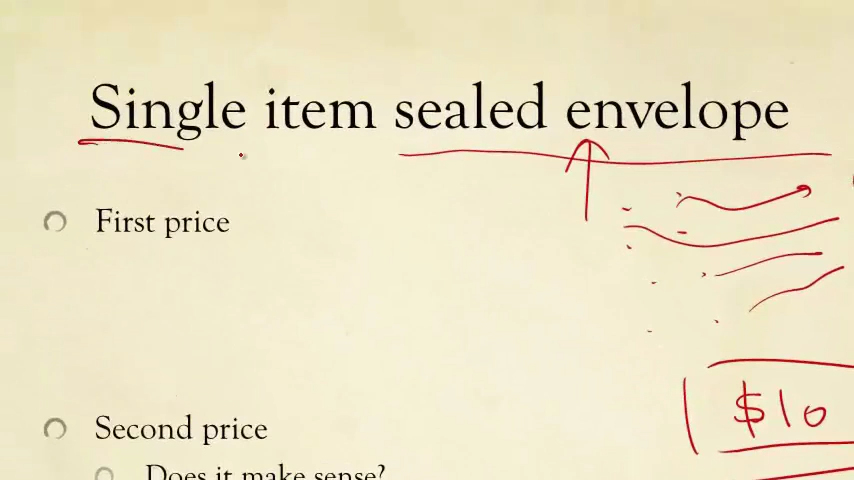 Single item sealed envelope
First price
$10
Second price
Does it make sense?